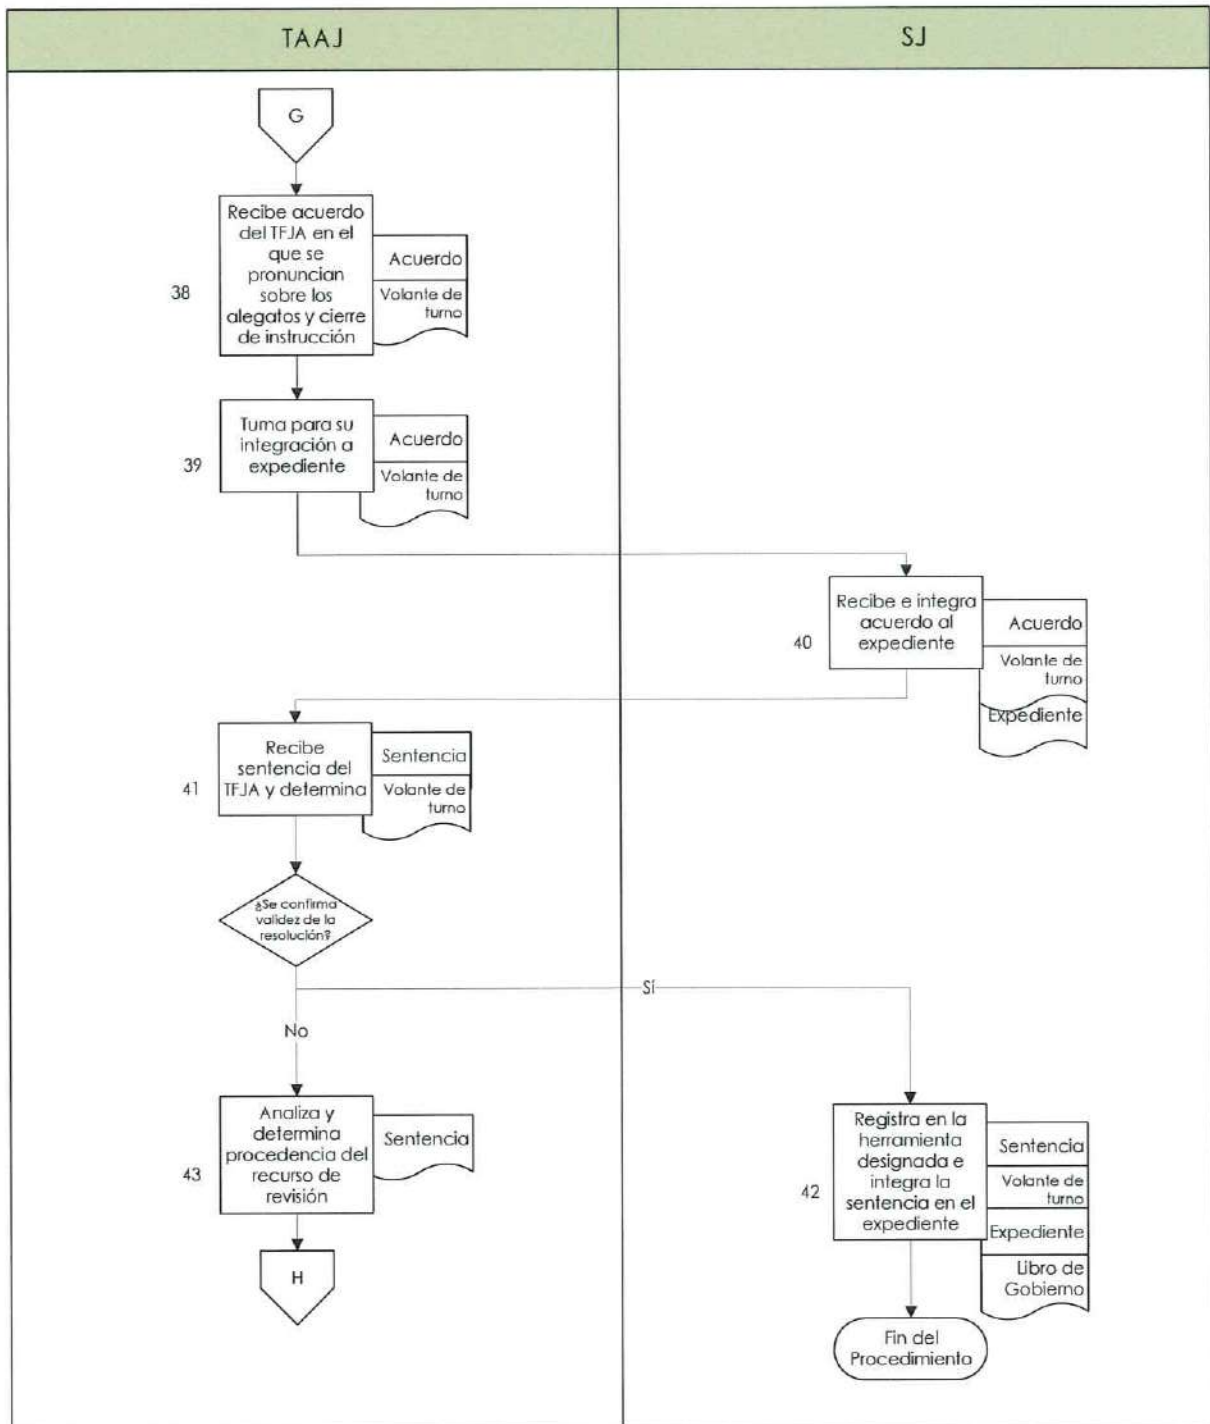 TAAJ
SJ
G
38
Recibe acuerdo
del TFJA en el
que se
pronuncian
sobre los
alegatos y cierre
de instrucción
Acuerdo
Volante de
turno
39
Turna para su
integración a
expediente
Acuerdo
Volante de
turno
40
Recibe e integra
acuerdo al
expediente
Acuerdo
Volante de
turno
Expediente
41
Recibe
sentencia del
TFJA y determina
Sentencia
Volante de
turno
¿Se confirma
validez de la
resolución?
Sí
No
43
Analiza y
determina
procedencia del
recurso de
revisión
Sentencia
H
42
Registra en la
herramienta
designada e
integra la
sentencia en el
expediente
Sentencia
Volante de
turno
Expediente
Libro de
Gobierno
Fin del
Procedimiento